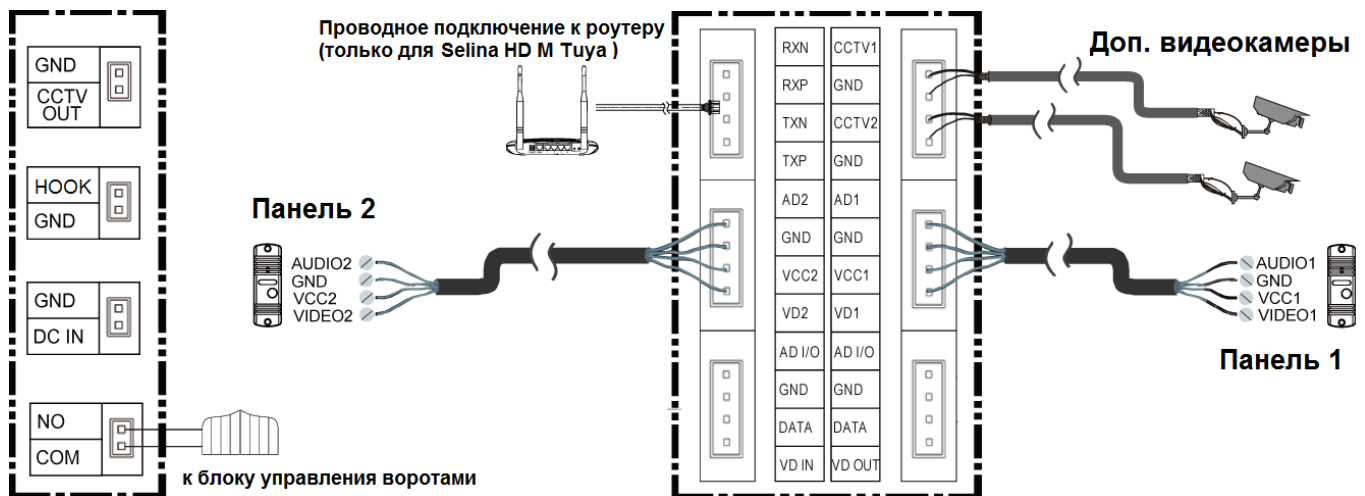 GND
CCTV
OUT
HOOK
GND
GND
DC IN
NO
COM
к блоку управления воротами
Проводное подключение к роутеру
(только для Selina HD M Tuya )
Панель 2
AUDIO2
GND
VCC2
VIDEO2
RXN CCTV1
RXP GND
TXN CCTV2
TXP GND
AD2 AD1
GND GND
VCC2 VCC1
VD2 VD1
AD I/O AD I/O
GND GND
DATA DATA
VD IN VD OUT
Доп. видеокамеры
AUDIO1
GND
VCC1
VIDEO1
Панель 1